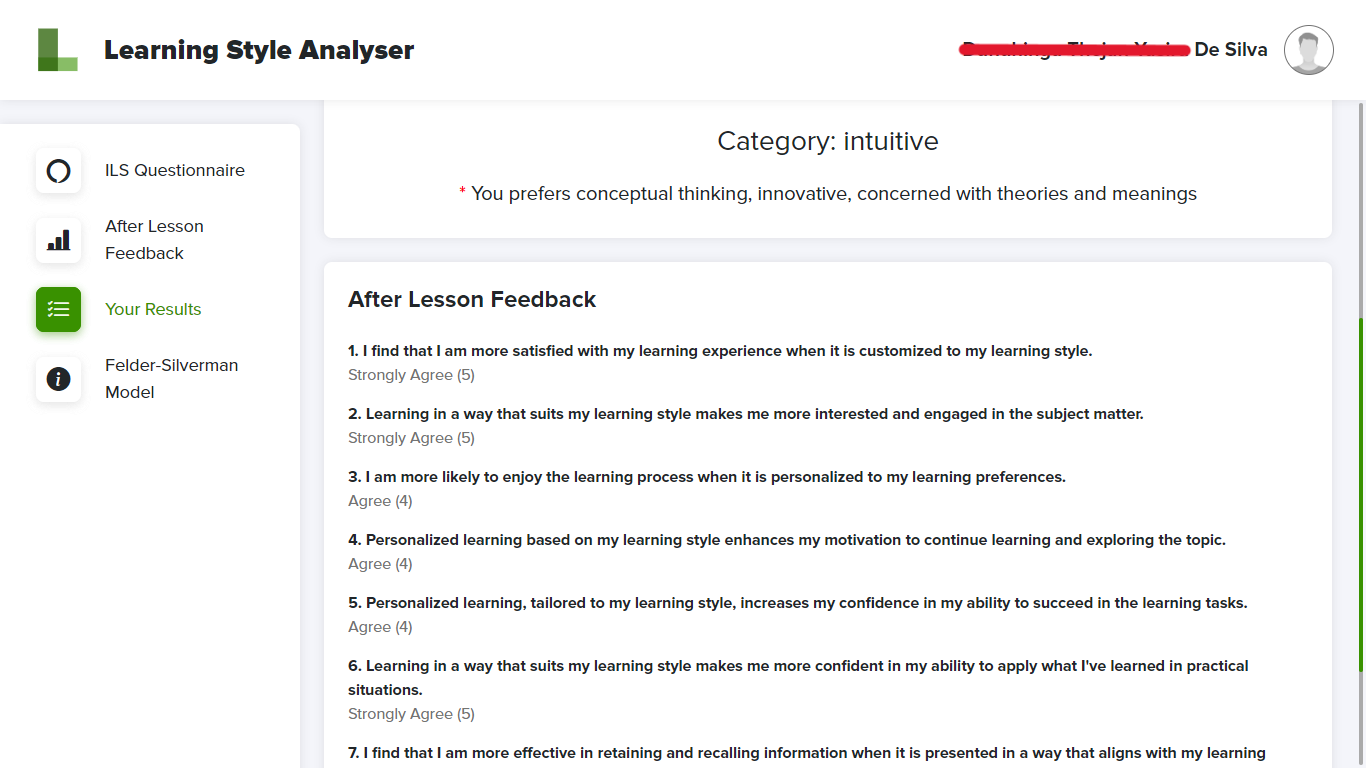 Learning Style Analyser
De Silva
ILS Questionnaire
After Lesson
Feedback
Your Results
Felder-Silverman
Model
Category: intuitive
* You prefers conceptual thinking, innovative, concerned with theories and meanings
After Lesson Feedback
1. I find that I am more satisfied with my learning experience when it is customized to my learning style.
Strongly Agree (5)
2. Learning in a way that suits my learning style makes me more interested and engaged in the subject matter.
Strongly Agree (5)
3. I am more likely to enjoy the learning process when it is personalized to my learning preferences.
Agree (4)
4. Personalized learning based on my learning style enhances my motivation to continue learning and exploring the topic.
Agree (4)
5. Personalized learning, tailored to my learning style, increases my confidence in my ability to succeed in the learning tasks.
Agree (4)
6. Learning in a way that suits my learning style makes me more confident in my ability to apply what I've learned in practical
situations.
Strongly Agree (5)
7. I find that I am more effective in retaining and recalling information when it is presented in a way that aligns with my learning